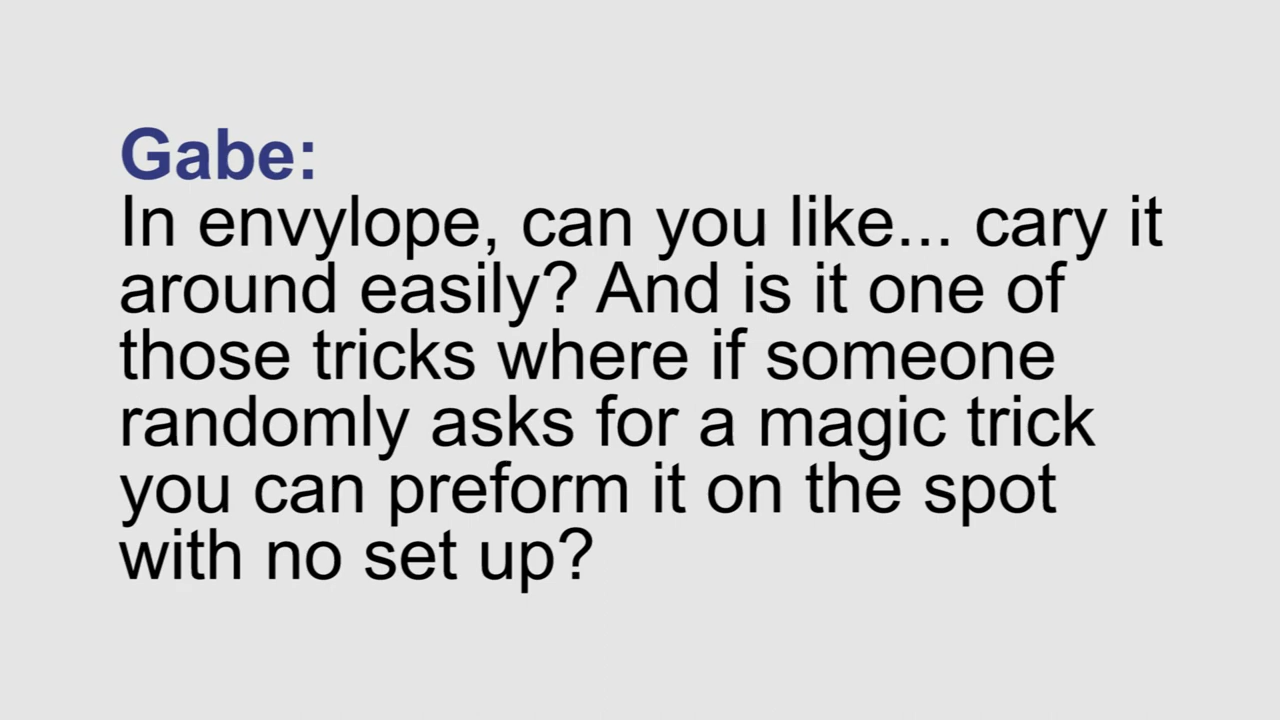 Gabe:
In envylope, can you like... cary it
around easily? And is it one of
those tricks where if someone
randomly asks for a magic trick
you can preform it on the spot
with no set up?